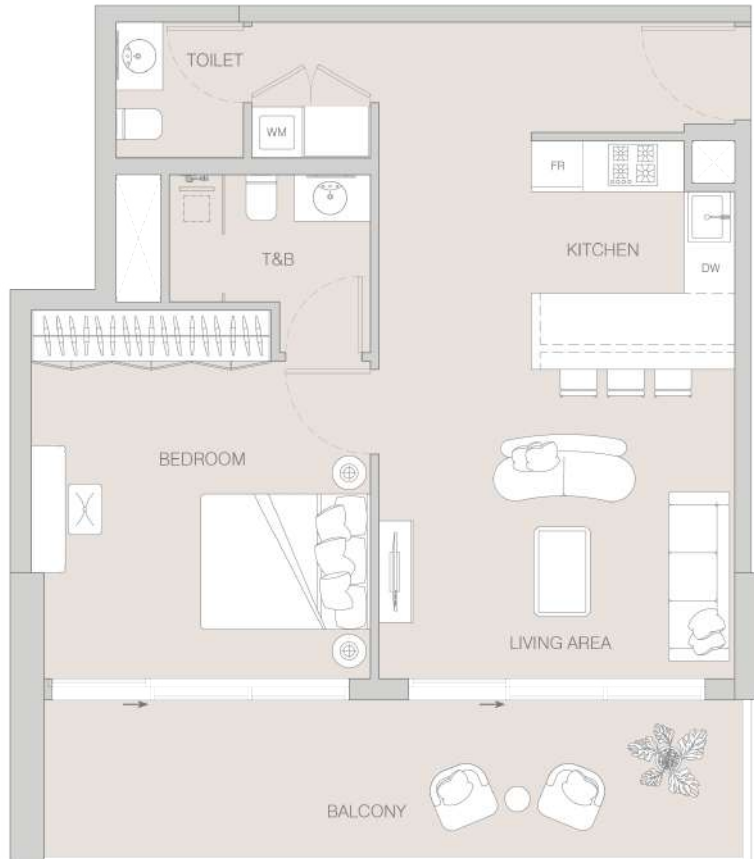 TOILET
WM
FR
T&B
KITCHEN
DW
BEDROOM
LIVING AREA
BALCONY